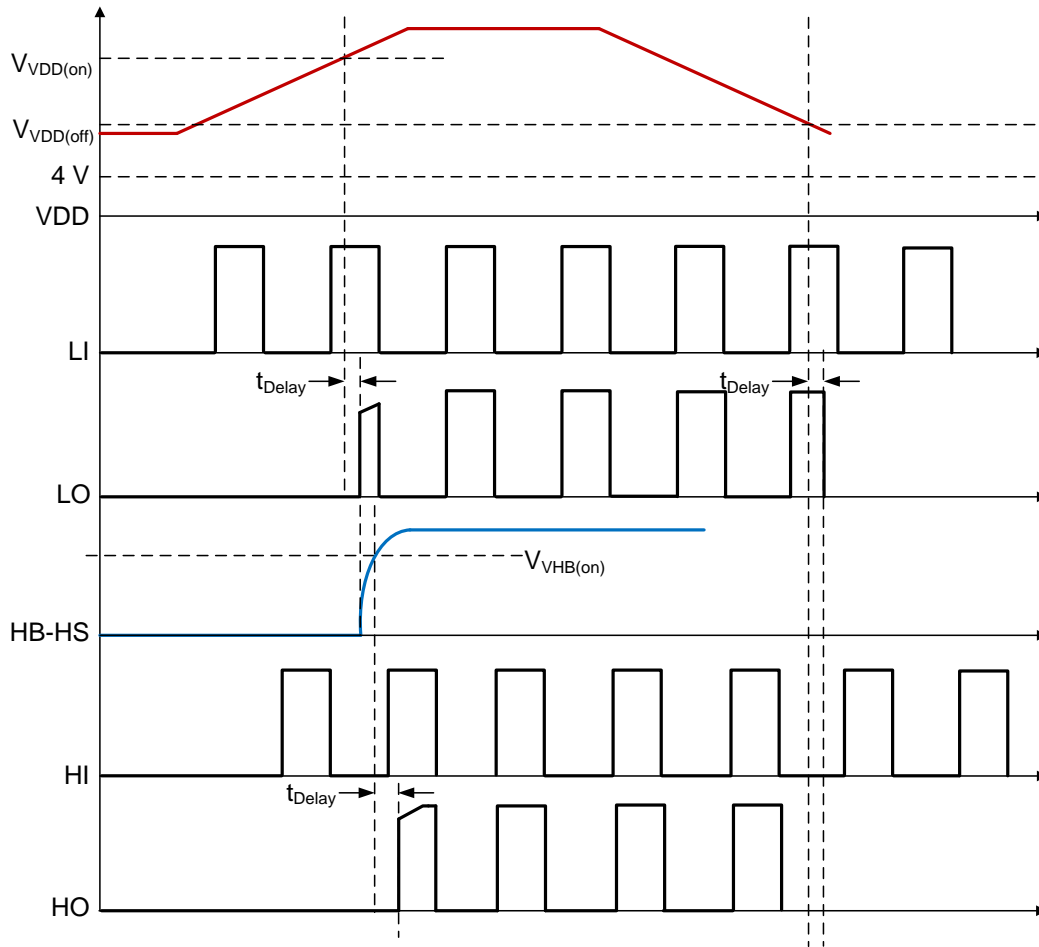 VVDD(on)
VVDD(off)
4 V
VDD
LI
tDelay
tDelay
LO
VVHB(on)
HB-HS
HI
tDelay
HO